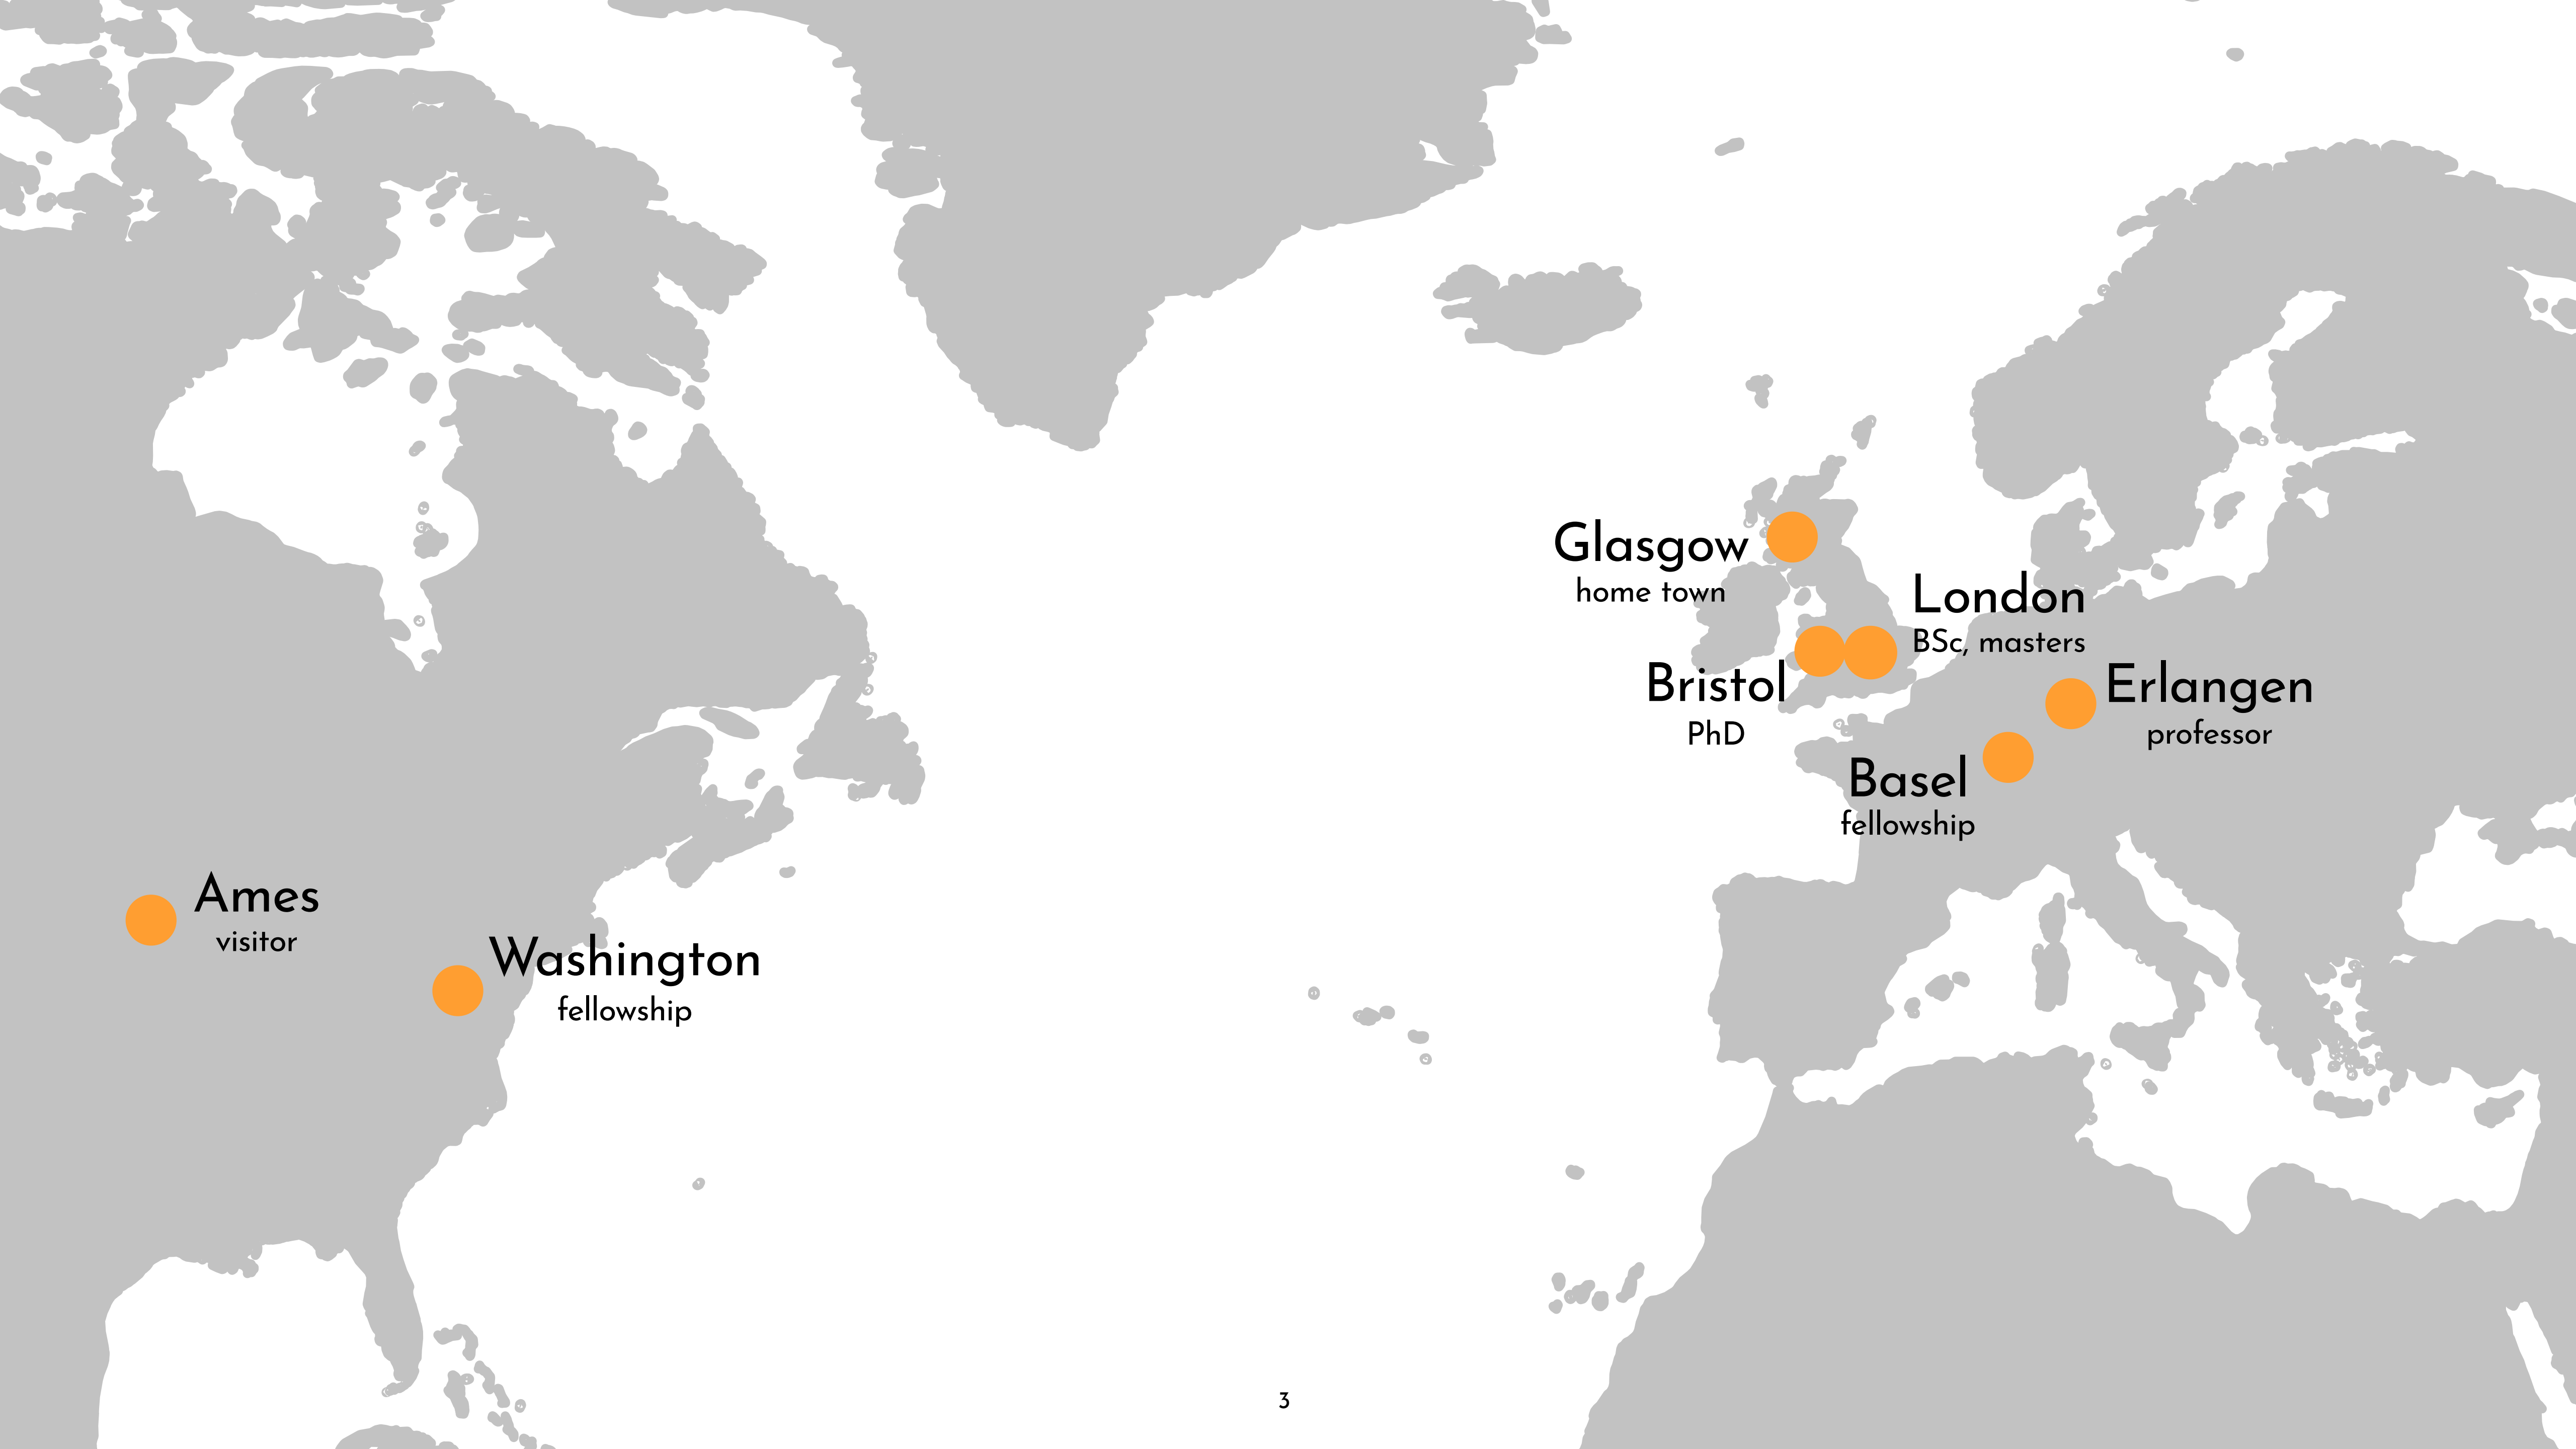 Glasgow
home town
London
BSc, masters
Bristol
PhD
Erlangen
professor
Basel
fellowship
Ames
visitor
Washington
fellowship
3